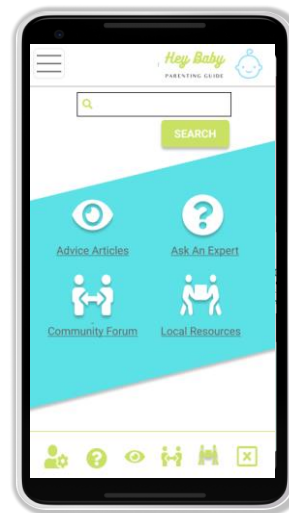 Hey Baby
PARENTING GUIDE
SEARCH
Advice Articles
Ask An Expert
Community Forum
Local Resources